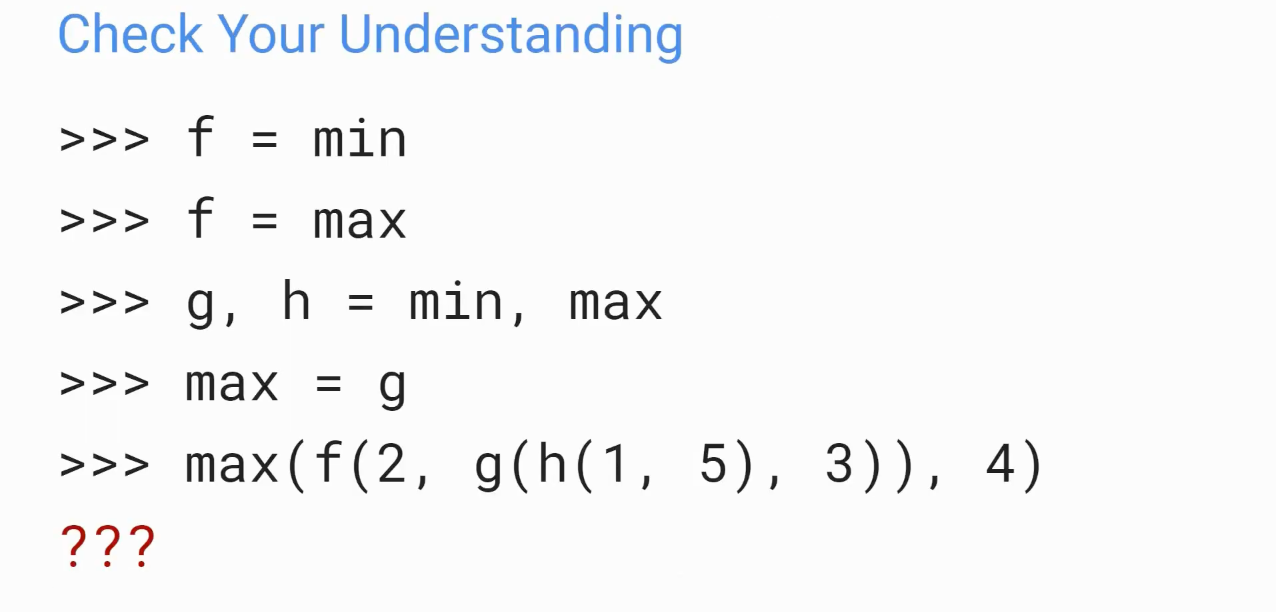 Check Your Understanding
>>> f = min
>>> f = max
>>> g, h = min, max
>>> max = g
>>> max(f(2, g(h(1, 5), 3)), 4)
???